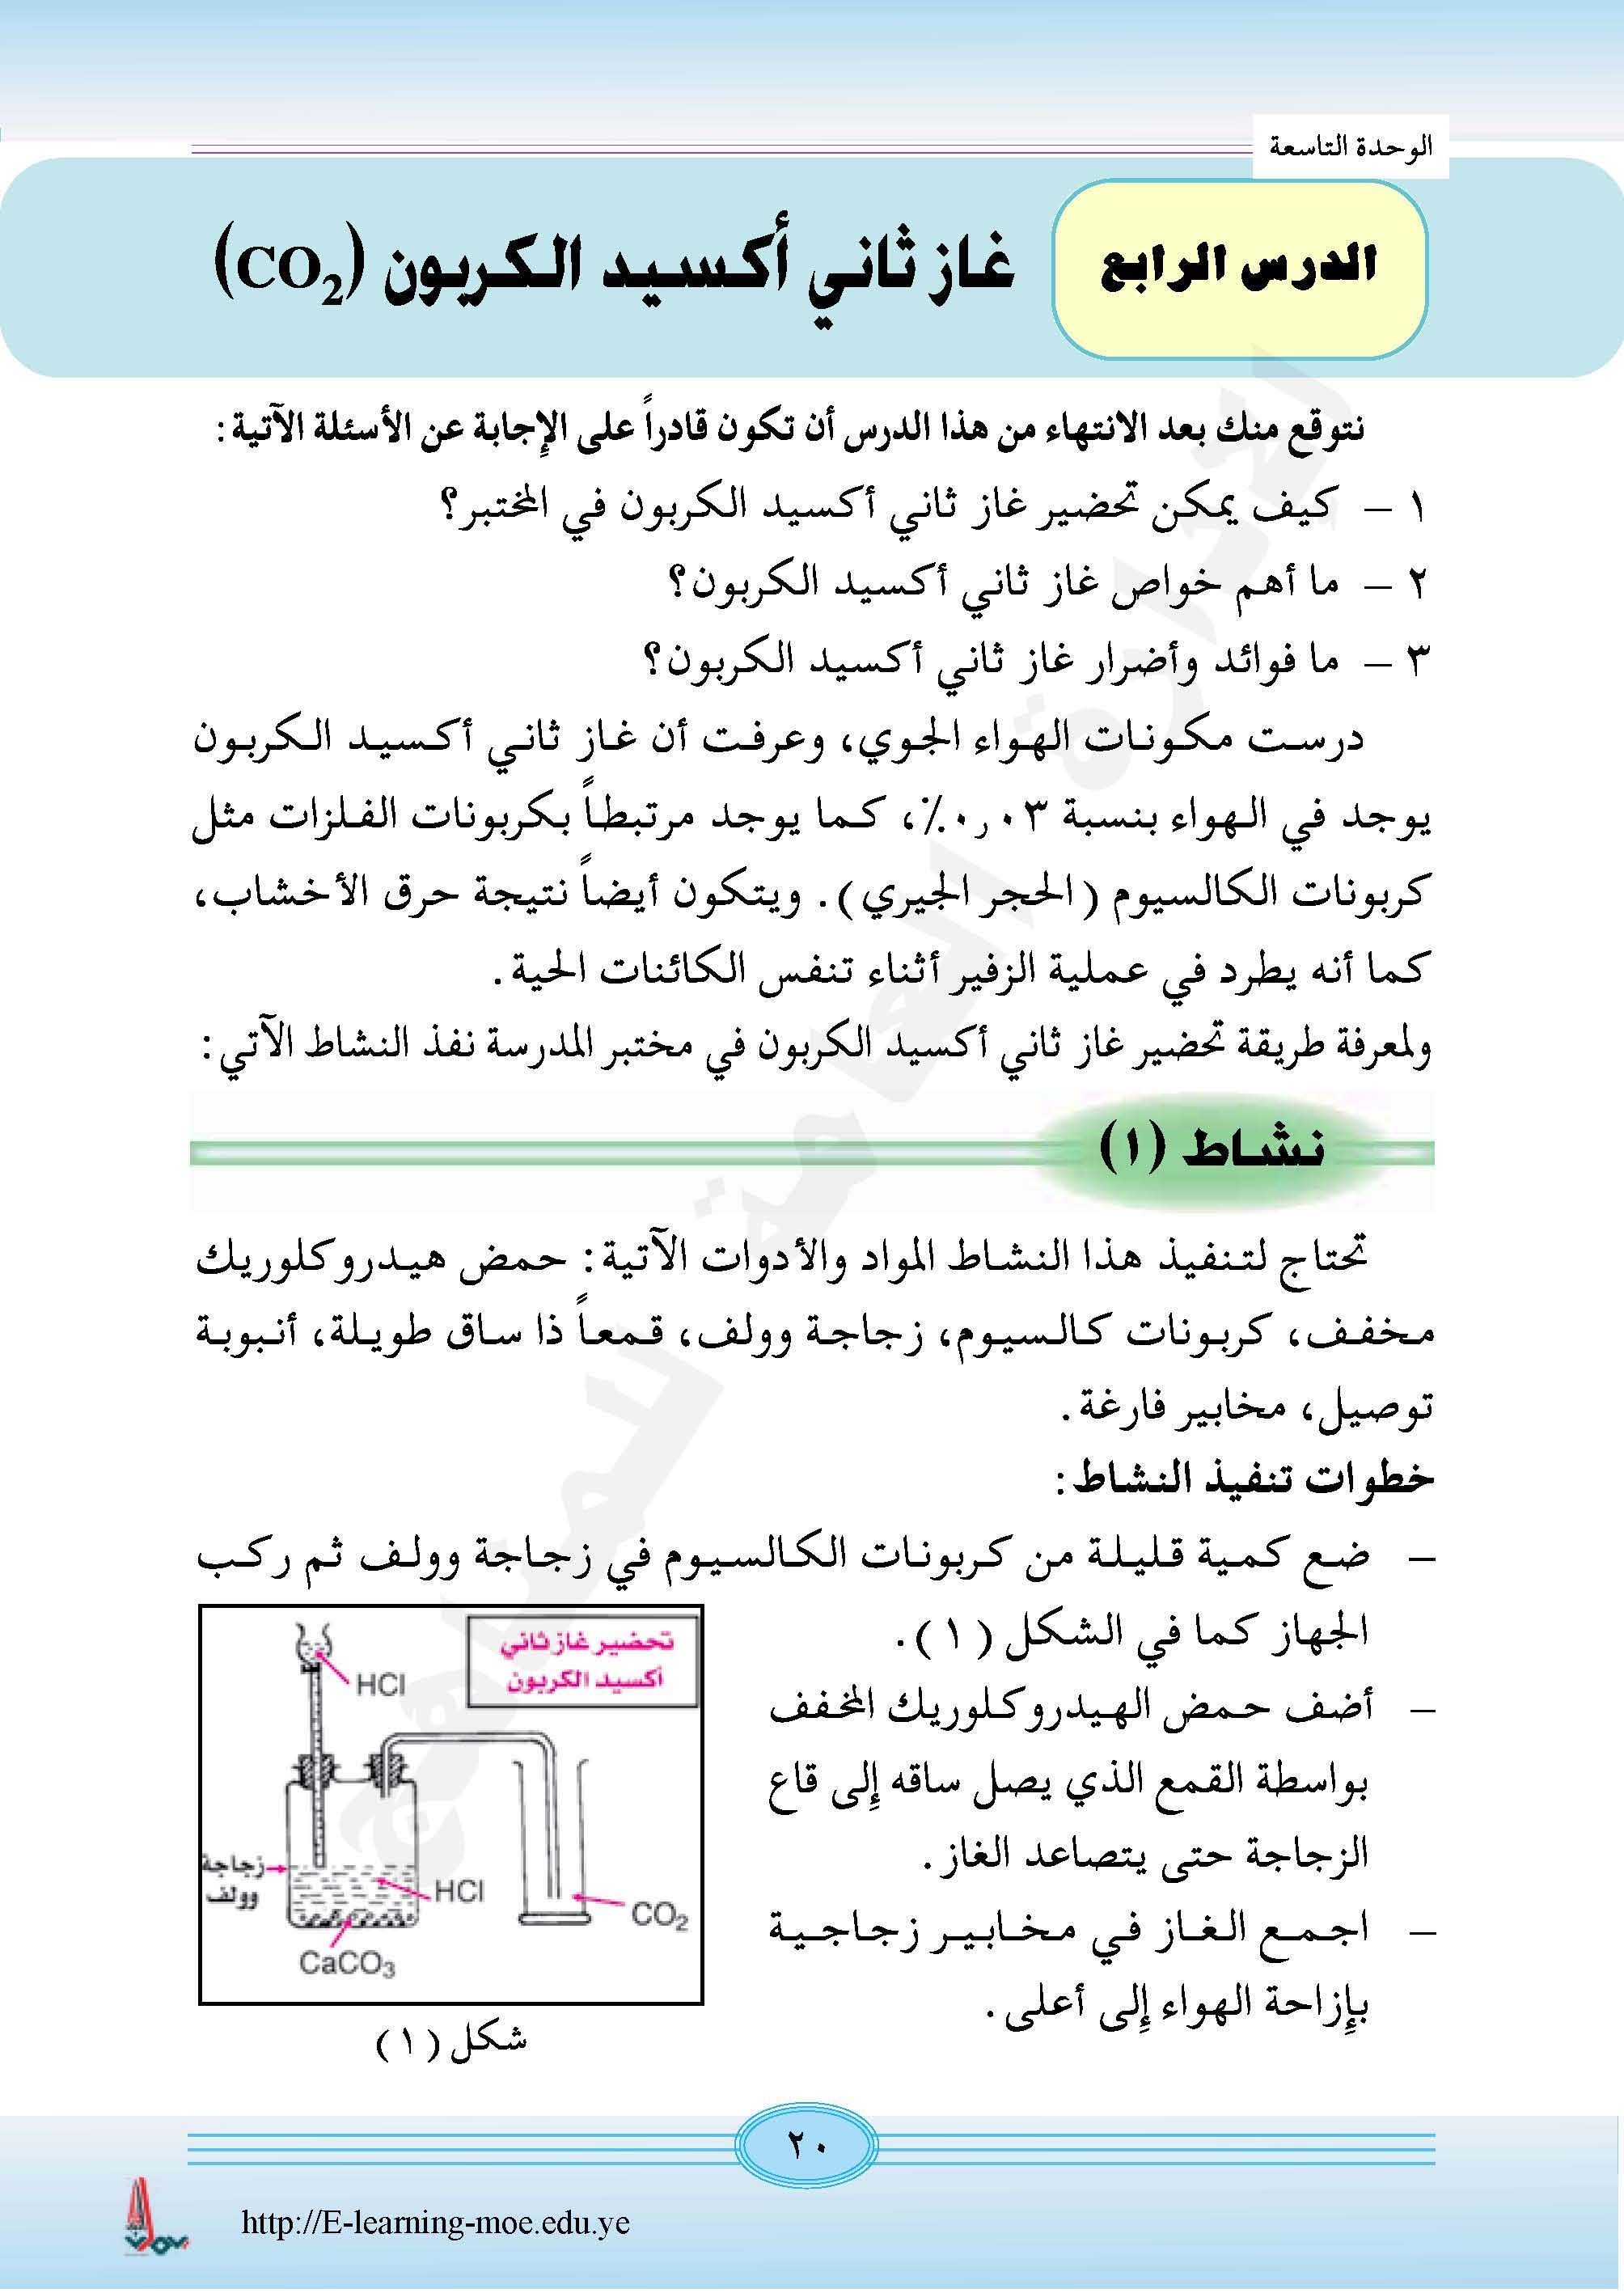 الوحدة التاسعة
الدرس الرابع
غاز ثاني أكسيد الكربون (CO₂)
نتوقع منك بعد الانتهاء من هذا الدرس أن تكون قادراً على الإجابة عن الأسئلة الآتية:
١ – كيف يمكن تحضير غاز ثاني أكسيد الكربون في المختبر؟
٢ – ما أهم خواص غاز ثاني أكسيد الكربون؟
٣ – ما فوائد وأضرار غاز ثاني أكسيد الكربون؟
درست مكونات الهواء الجوي، وعرفت أن غاز ثاني أكسيد الكربون
يوجد في الهواء بنسبة ٠٫٠٣٪، كما يوجد مرتبطاً بكربونات الفلزات مثل
كربونات الكالسيوم (الحجر الجيري). ويتكون أيضاً نتيجة حرق الأخشاب،
كما أنه يطرد في عملية الزفير أثناء تنفس الكائنات الحية.
ولمعرفة طريقة تحضير غاز ثاني أكسيد الكربون في مختبر المدرسة نفذ النشاط الآتي:
نشاط (١)
تحتاج لتنفيذ هذا النشاط المواد والأدوات الآتية: حمض هيدروكلوريك
مخفف، كربونات كالسيوم، زجاجة وولف، قمعاً ذا ساق طويلة، أنبوبة
توصيل، مخابير فارغة.
خطوات تنفيذ النشاط:
– ضع كمية قليلة من كربونات الكالسيوم في زجاجة وولف ثم ركب
الجهاز كما في الشكل (١).
– أضف حمض الهيدروكلوريك المخفف
بواسطة القمع الذي يصل ساقه إلى قاع
الزجاجة حتى يتصاعد الغاز.
– اجمع الغاز في مخابير زجاجية
بإزاحة الهواء إلى أعلى.
تحضير غاز ثاني
أكسيد الكربون
HCl
زجاجة
وولف
HCl
CO₂
CaCO₃
شكل (١)
٢٠
http://E-learning-moe.edu.ye
الإدارة العامة للمناهج